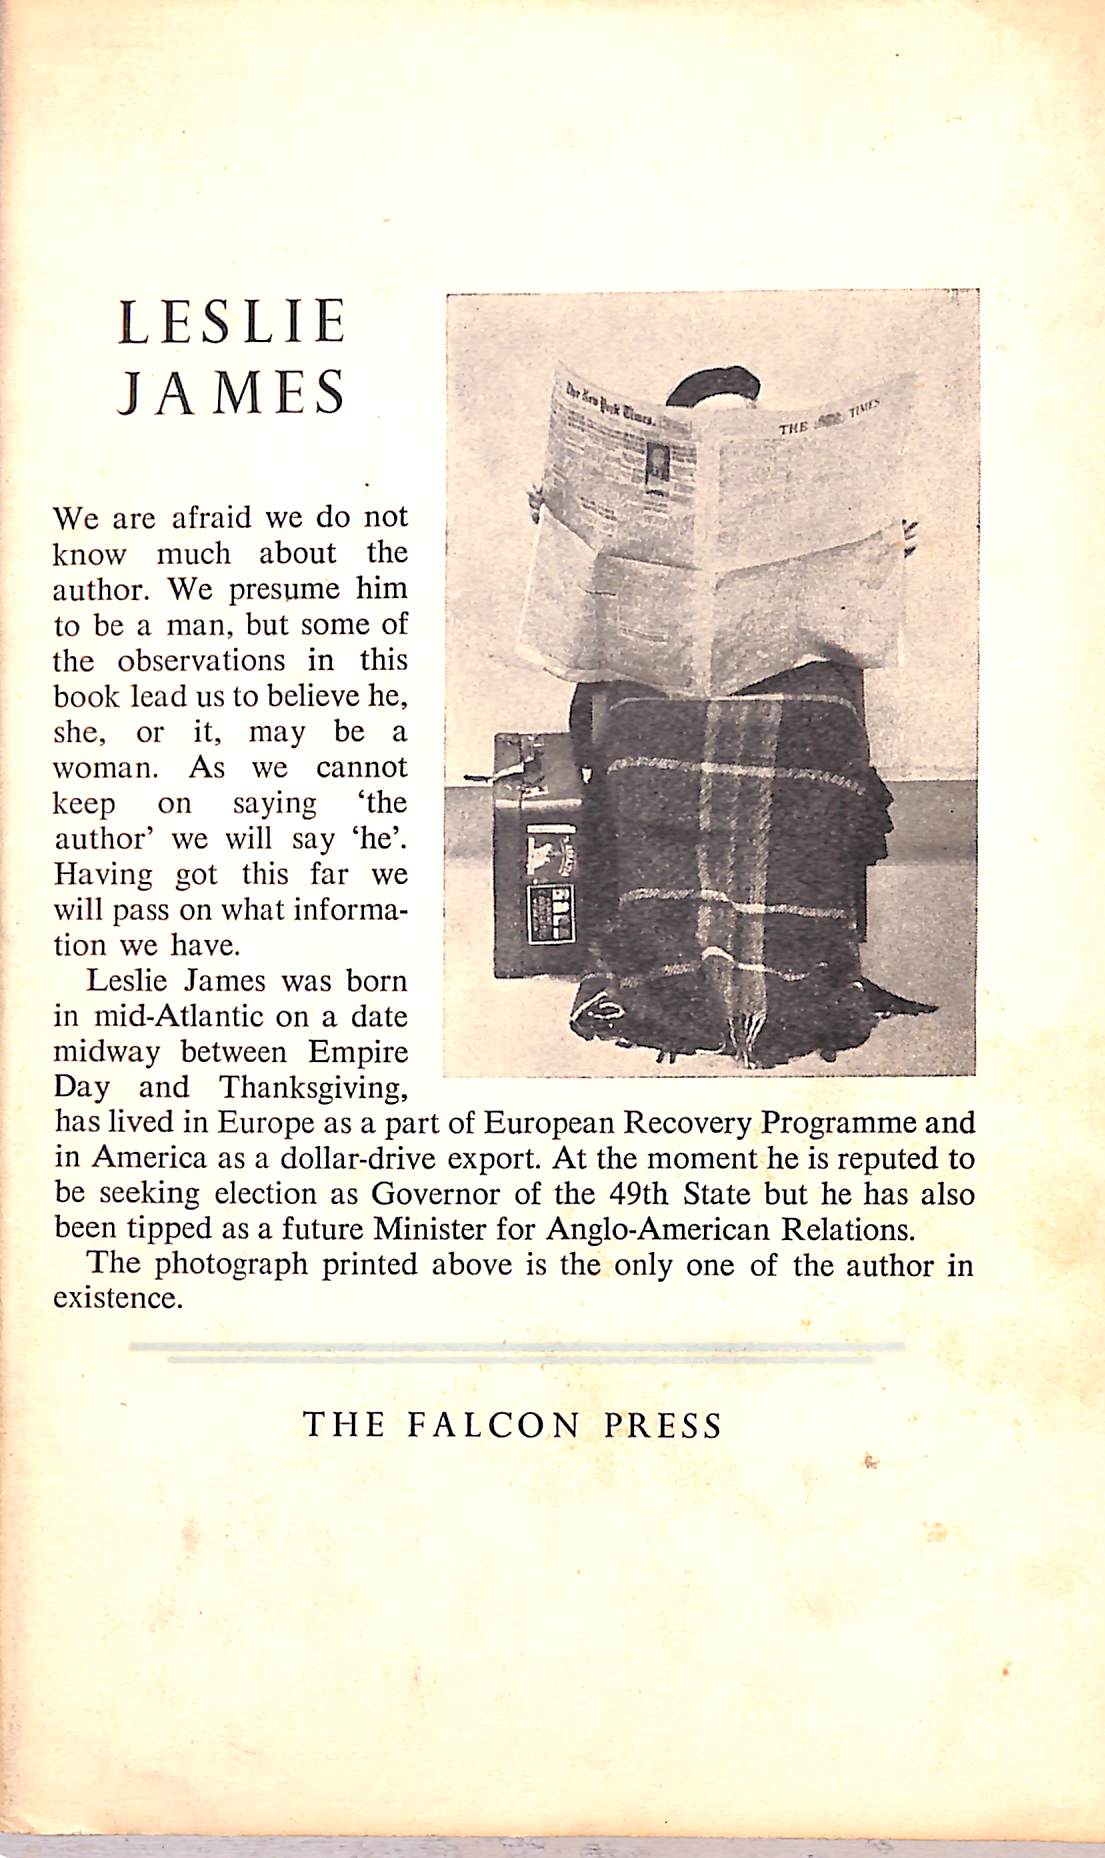 LESLIE
JAMES
We are afraid we do not
know much about the
author. We presume him
to be a man, but some of
the observations in this
book lead us to believe he,
she, or it, may be a
woman. As we cannot
keep on saying ‘the
author’ we will say ‘he’.
Having got this far we
will pass on what informa-
tion we have.
Leslie James was born
in mid-Atlantic on a date
midway between Empire
Day and Thanksgiving,
has lived in Europe as a part of European Recovery Programme and
in America as a dollar-drive export. At the moment he is reputed to
be seeking election as Governor of the 49th State but he has also
been tipped as a future Minister for Anglo-American Relations.
The photograph printed above is the only one of the author in
existence.
The New York Times.
THE TIMES
THE FALCON PRESS